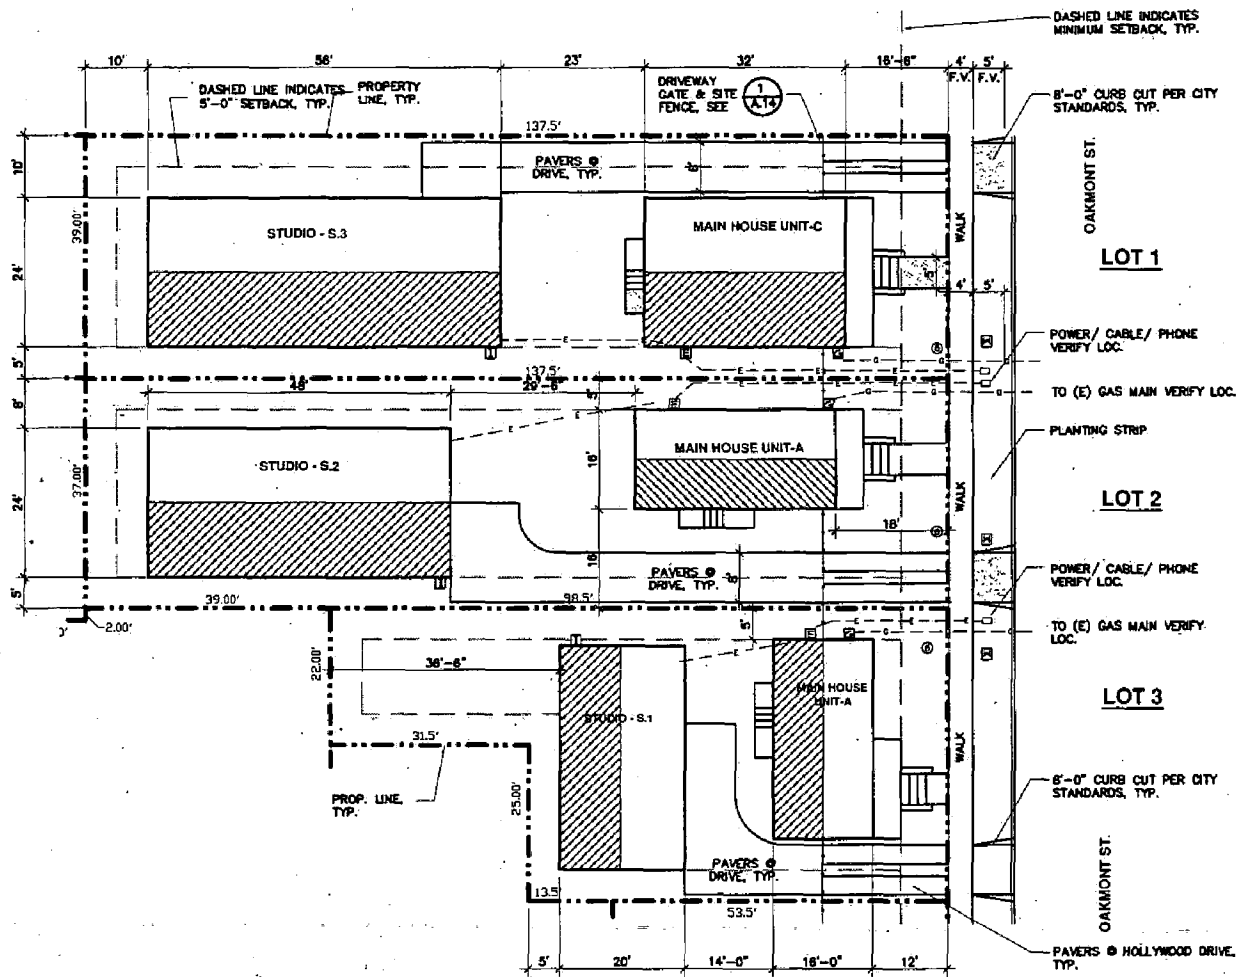 DASHED LINE INDICATES
MINIMUM SETBACK, TYP.
10'
56'
23'
32'
16'-6"
4'
5'
F.V.
F.V.
DASHED LINE INDICATES
5'-0" SETBACK, TYP.
PROPERTY
LINE, TYP.
DRIVEWAY
GATE & SITE
FENCE, SEE
1
A.14
8'-0" CURB CUT PER CITY
STANDARDS, TYP.
137.5'
10'
PAVERS @
DRIVE, TYP.
8'
OAKMONT ST.
39.00'
STUDIO - S.3
MAIN HOUSE UNIT-C
WALK
LOT 1
24'
5'
4'
5'
POWER/ CABLE/ PHONE
VERIFY LOC.
E
E
G
G
G
5'
137.5'
E
E
E
E
E
E
TO (E) GAS MAIN VERIFY LOC.
48'
29'-6"
5'
G
G
8'
E
E
PLANTING STRIP
STUDIO - S.2
MAIN HOUSE UNIT-A
16'
37.00'
WALK
LOT 2
24'
18'
16'
PAVERS @
DRIVE, TYP.
8'
POWER/ CABLE/ PHONE
VERIFY LOC.
5'
39.00'
98.5'
2.00'
0'
5'
E
E
E
E
G
G
G
TO (E) GAS MAIN VERIFY
LOC.
22.00'
36'-6"
E
STUDIO - S.1
MAIN HOUSE
UNIT-A
LOT 3
31.5'
WALK
PROP. LINE,
TYP.
25.00'
8'-0" CURB CUT PER CITY
STANDARDS, TYP.
PAVERS @
DRIVE, TYP.
OAKMONT ST.
13.5'
53.5'
PAVERS @ HOLLYWOOD DRIVE,
TYP.
5'
20'
14'-0"
16'-0"
12'